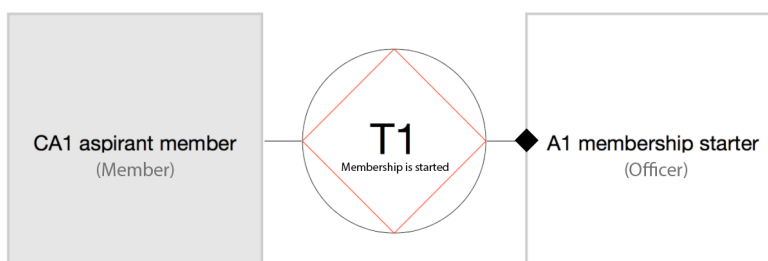 CA1 aspirant member
(Member)
T1
Membership is started
A1 membership starter
(Officer)